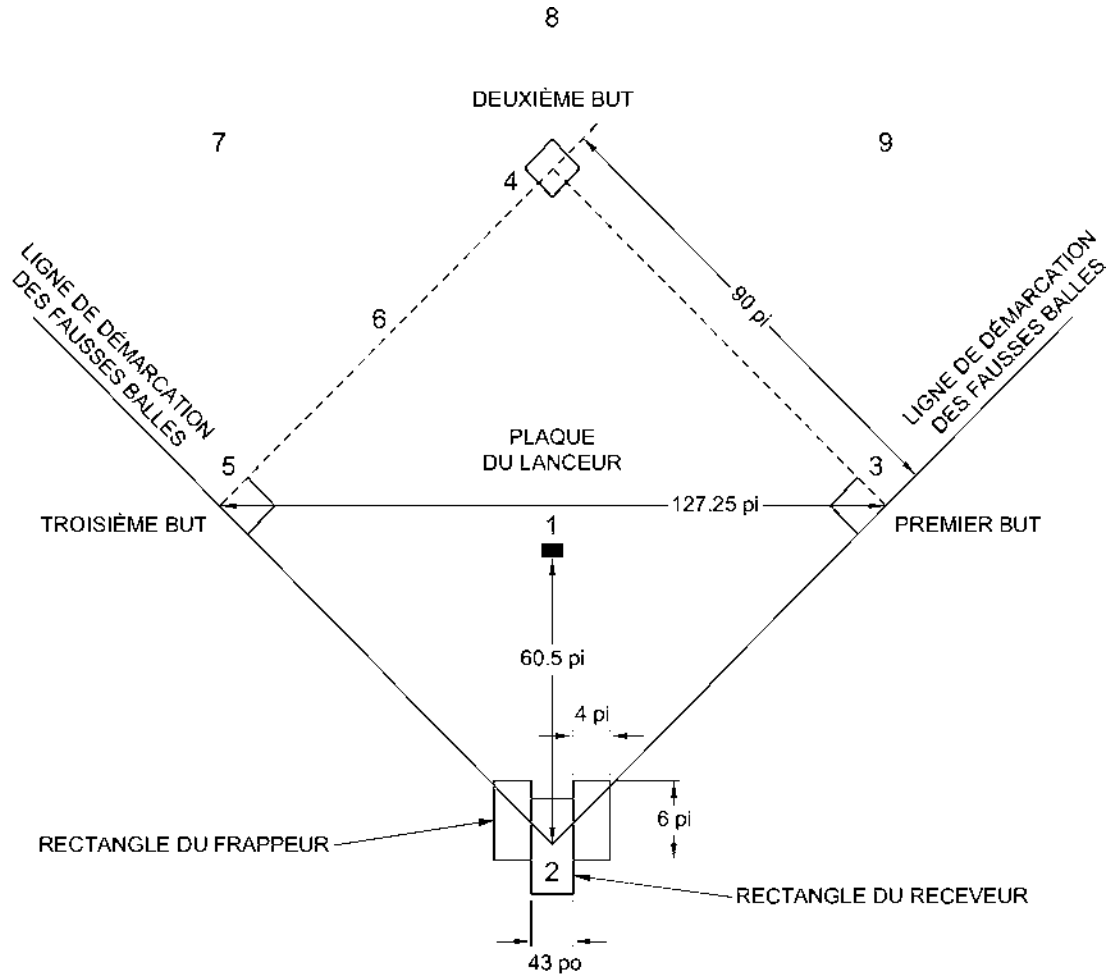 8
DEUXIÈME BUT
7
9
4
LIGNE DE DÉMARCATION
DES FAUSSES BALLES
6
90 pi
LIGNE DE DÉMARCATION
DES FAUSSES BALLES
PLAQUE
DU LANCEUR
5
3
127.25 pi
TROISIÈME BUT
1
PREMIER BUT
60.5 pi
4 pi
6 pi
RECTANGLE DU FRAPPEUR
2
RECTANGLE DU RECEVEUR
43 po